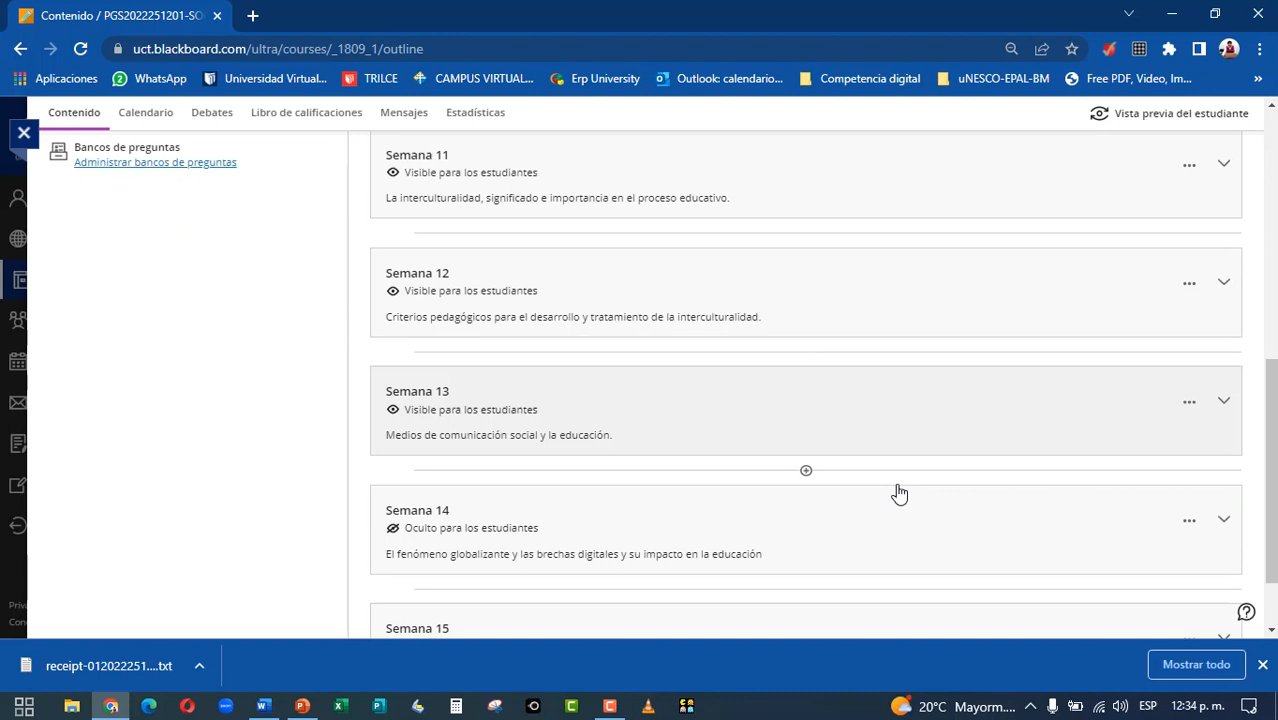 Contenido / PGS2022251201-SO
uct.blackboard.com/ultra/courses/_1809_1/outline
Aplicaciones
WhatsApp
Universidad Virtual...
TRILCE
CAMPUS VIRTUAL...
Erp University
Outlook: calendario...
Competencia digital
uNESCO-EPAL-BM
Free PDF, Video, Im...
Contenido
Calendario
Debates
Libro de calificaciones
Mensajes
Estadísticas
Vista previa del estudiante
Bancos de preguntas
Administrar bancos de preguntas
Semana 11
Visible para los estudiantes
La interculturalidad, significado e importancia en el proceso educativo.
Semana 12
Visible para los estudiantes
Criterios pedagógicos para el desarrollo y tratamiento de la interculturalidad.
Semana 13
Visible para los estudiantes
Medios de comunicación social y la educación.
Semana 14
Oculto para los estudiantes
El fenómeno globalizante y las brechas digitales y su impacto en la educación
Semana 15
Priva
Cond
receipt-012022251....txt
Mostrar todo
20°C Mayorm...
ESP
12:34 p. m.